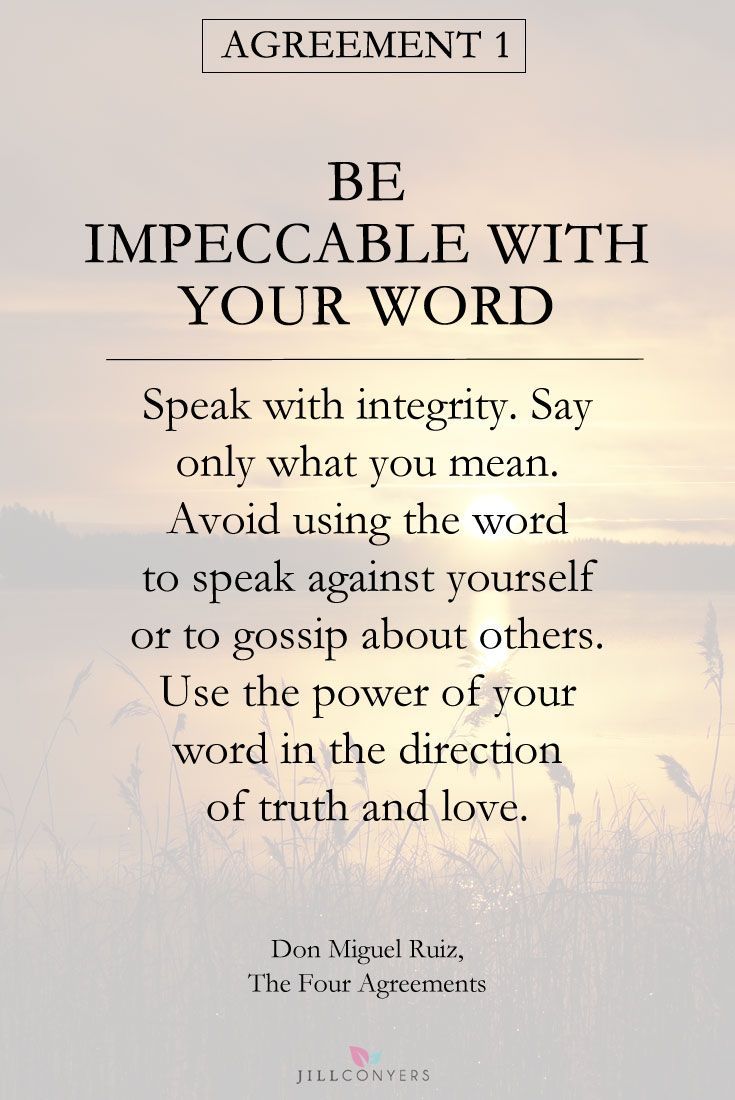 AGREEMENT 1
BE
IMPECCABLE WITH
YOUR WORD
Speak with integrity. Say
only what you mean.
Avoid using the word
to speak against yourself
or to gossip about others.
Use the power of your
word in the direction
of truth and love.
Don Miguel Ruiz,
The Four Agreements
JILLCONYERS